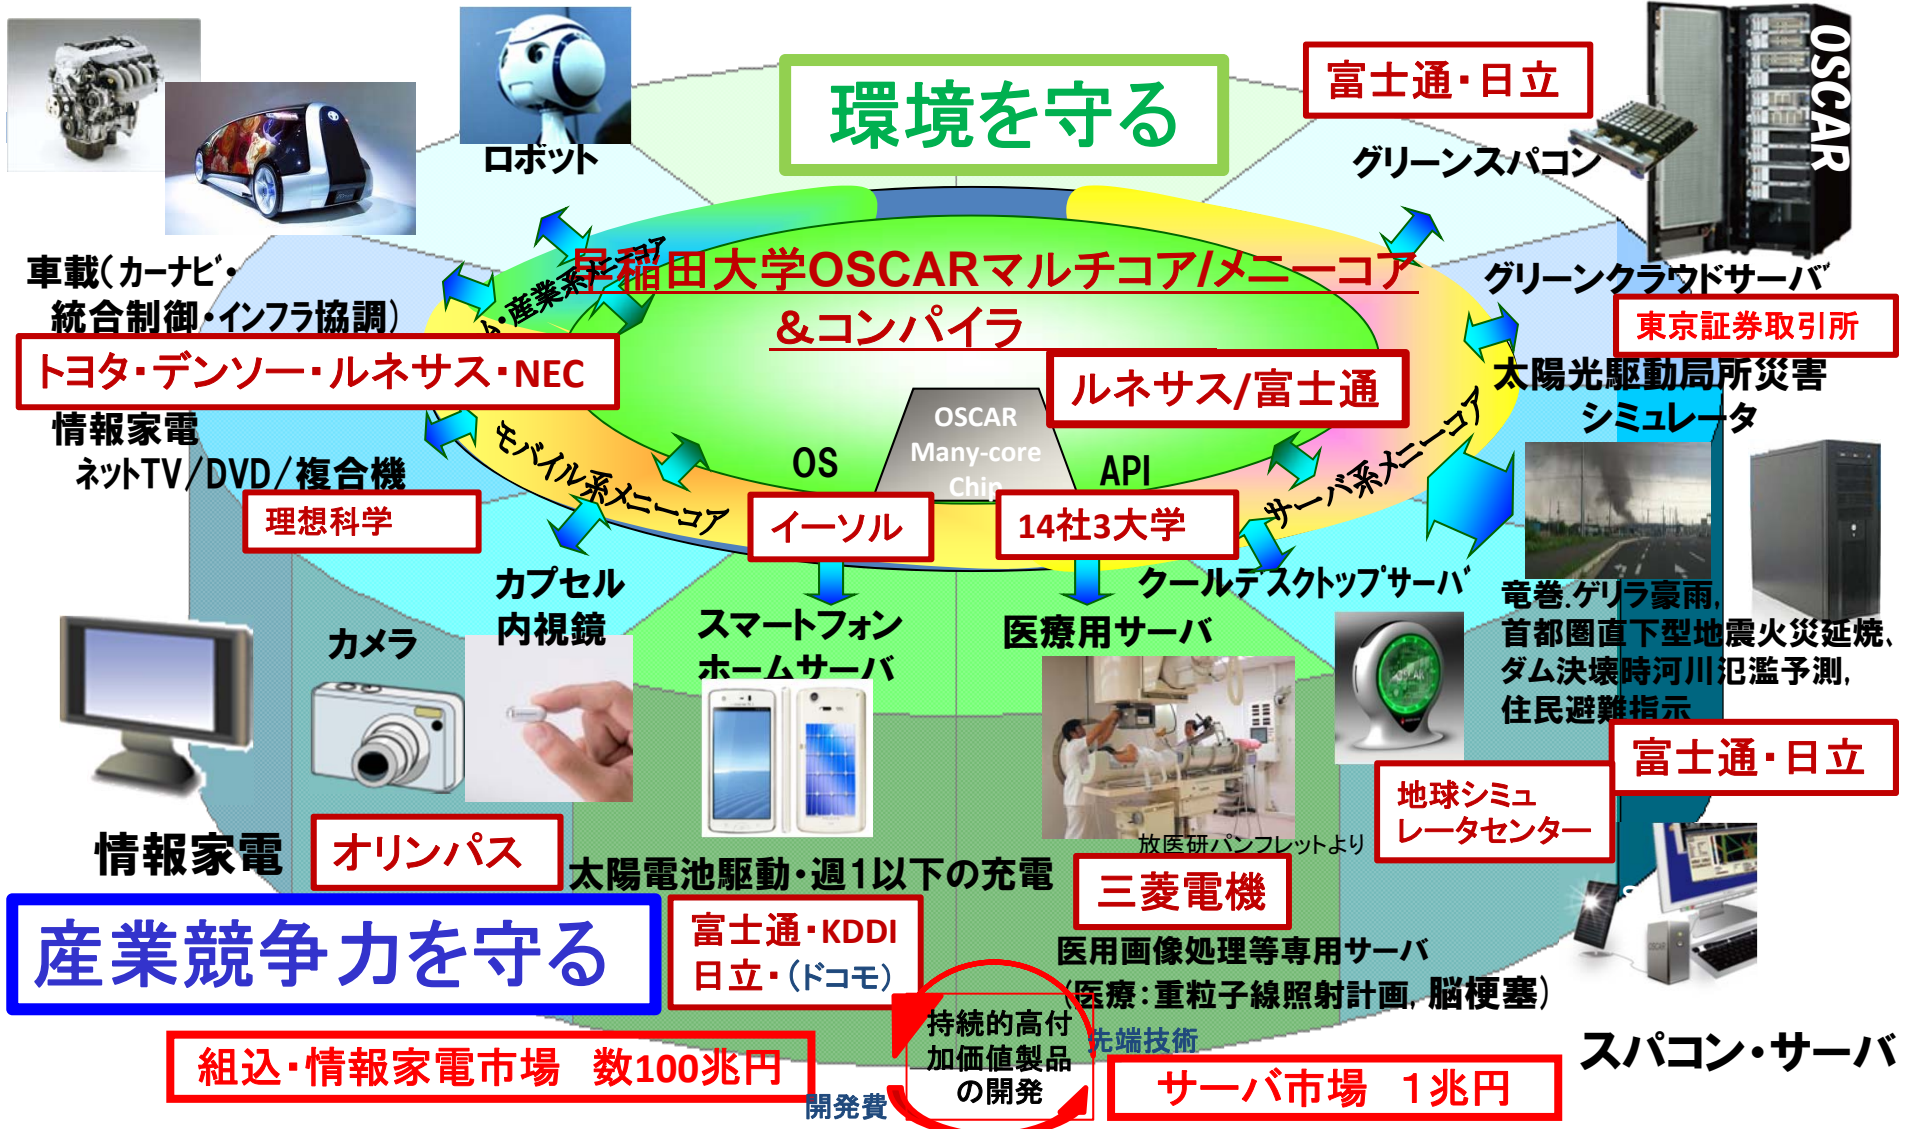 環境を守る
富士通・日立
OSCAR
ロボット
グリーンスパコン
車載(カーナビ・
統合制御・インフラ協調)
トヨタ・デンソー・ルネサス・NEC
早稲田大学OSCARマルチコア/メニーコア
&コンパイラ
ム・産業系メニーコア
グリーンクラウドサーバ
東京証券取引所
ルネサス/富士通
太陽光駆動局所災害
シミュレータ
情報家電
ネットTV/DVD/複合機
理想科学
モバイル系メニーコア
OS
OSCAR
Many-core
Chip
API
サーバ系メニーコア
イーソル
14社3大学
カプセル
内視鏡
カメラ
スマートフォン
ホームサーバ
医療用サーバ
クールデスクトップサーバ
OSCAR
竜巻.ゲリラ豪雨,
首都圏直下型地震火災延焼、
ダム決壊時河川氾濫予測,
住民避難指示
富士通・日立
地球シミュ
レータセンター
放医研パンフレットより
情報家電
オリンパス
太陽電池駆動・週1以下の充電
三菱電機
産業競争力を守る
富士通・KDDI
日立・(ドコモ)
医用画像処理等専用サーバ
(医療：重粒子線照射計画, 脳梗塞)
OSCAR
持続的高付
加価値製品
の開発
先端技術
開発費
組込・情報家電市場　数100兆円
サーバ市場　１兆円
スパコン・サーバ